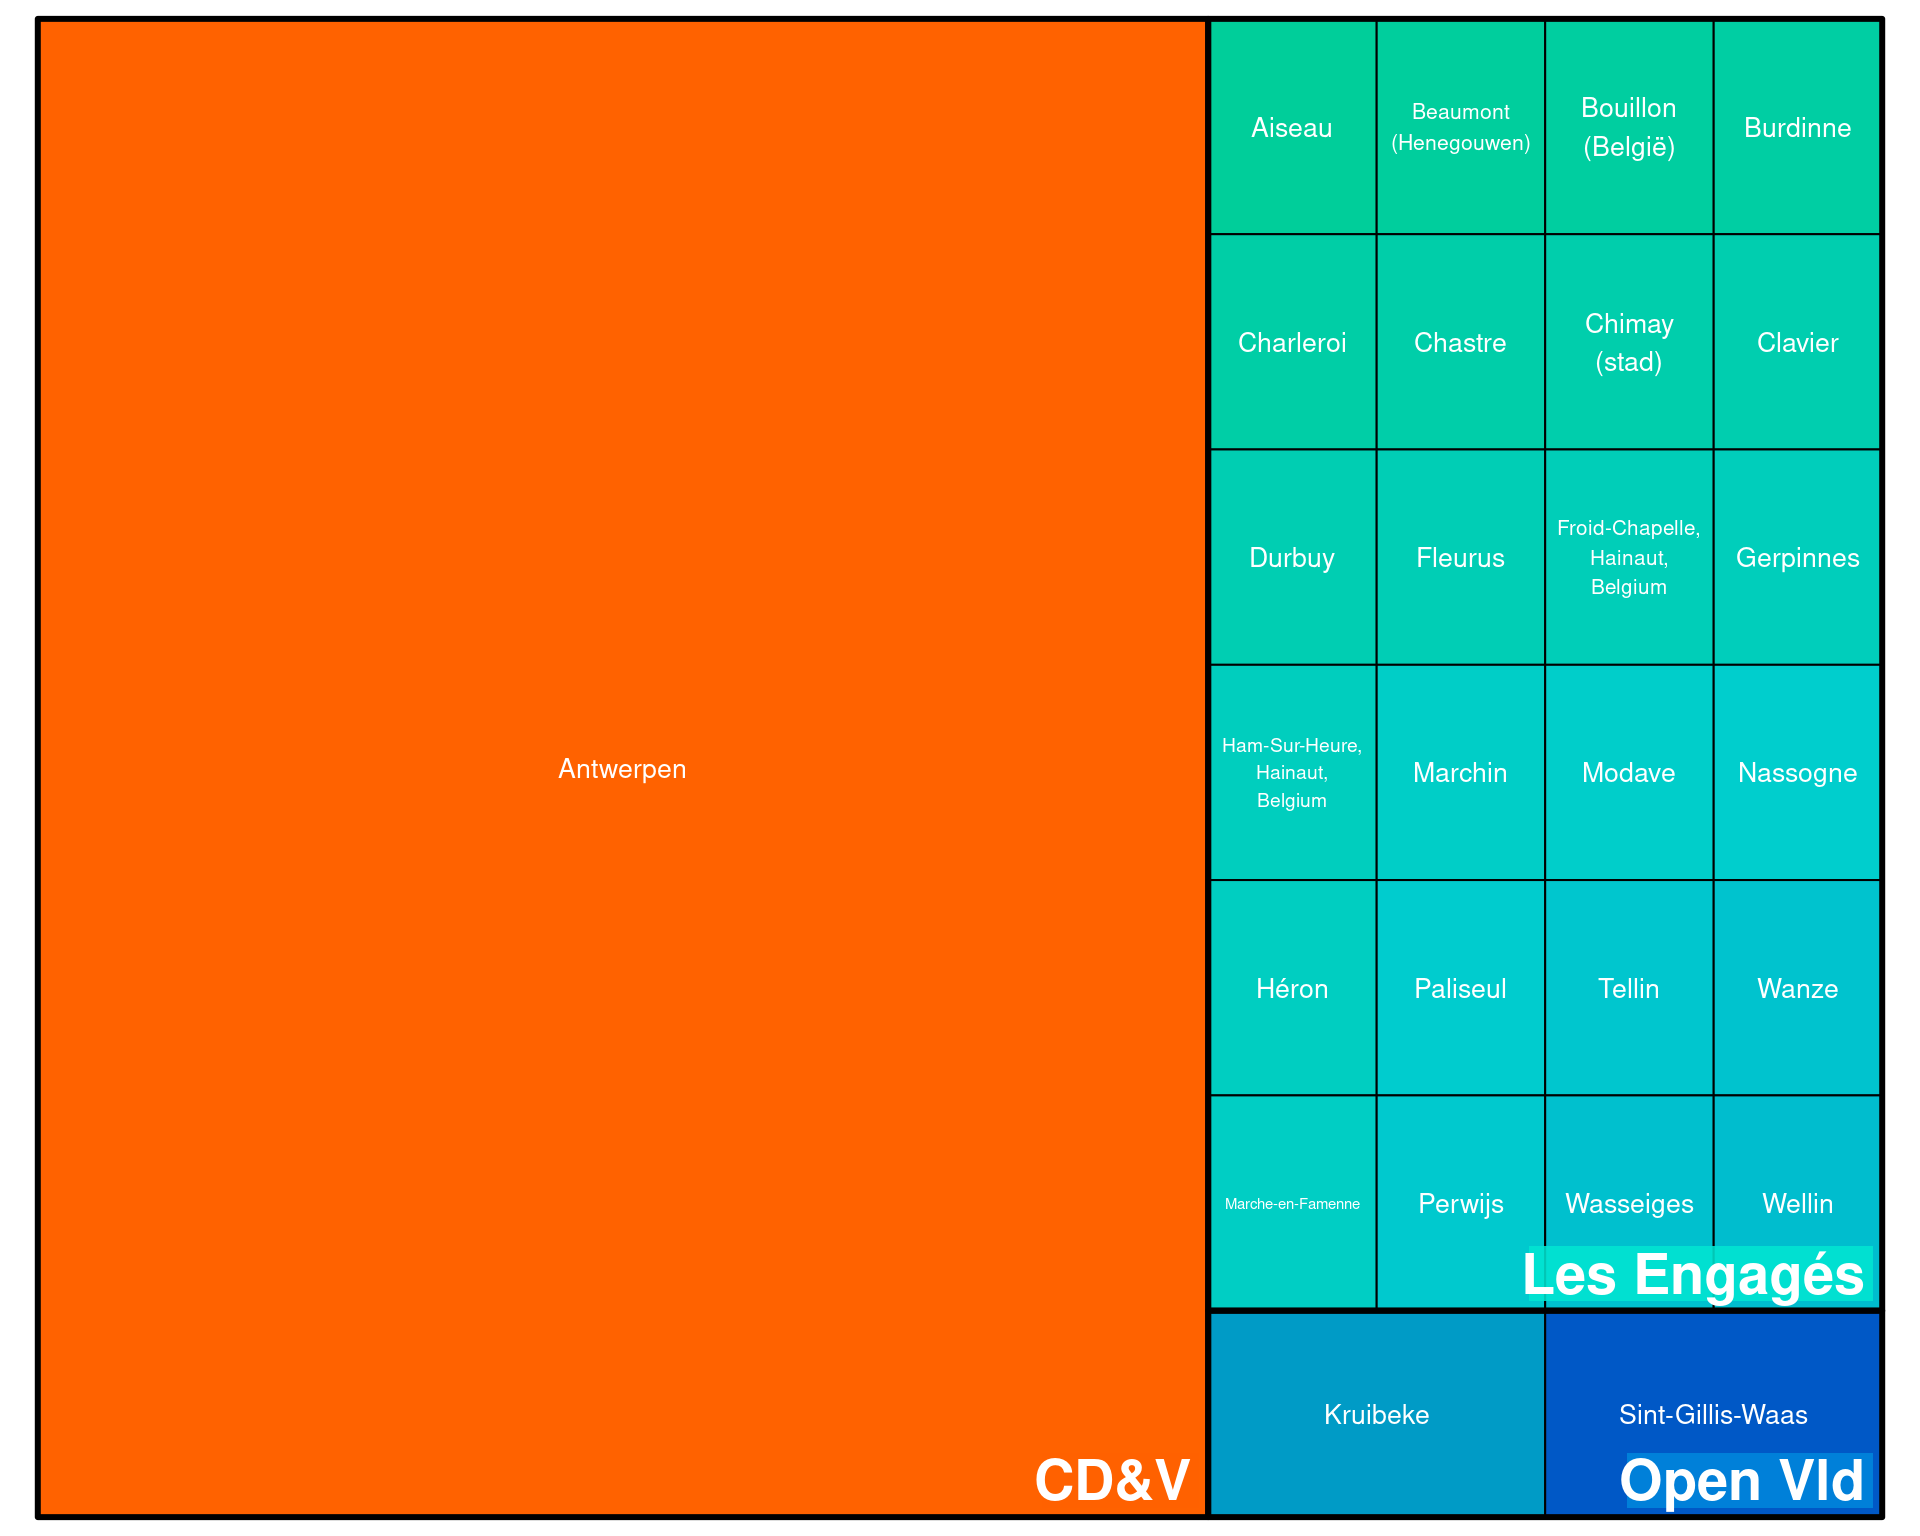 Antwerpen
CD&V
Aiseau
Beaumont
(Henegouwen)
Bouillon
(België)
Burdinne
Charleroi
Chastre
Chimay
(stad)
Clavier
Durbuy
Fleurus
Froid-Chapelle,
Hainaut,
Belgium
Gerpinnes
Ham-Sur-Heure,
Hainaut,
Belgium
Marchin
Modave
Nassogne
Héron
Paliseul
Tellin
Wanze
Marche-en-Famenne
Perwijs
Wasseiges
Wellin
Les Engagés
Kruibeke
Sint-Gillis-Waas
Open Vld